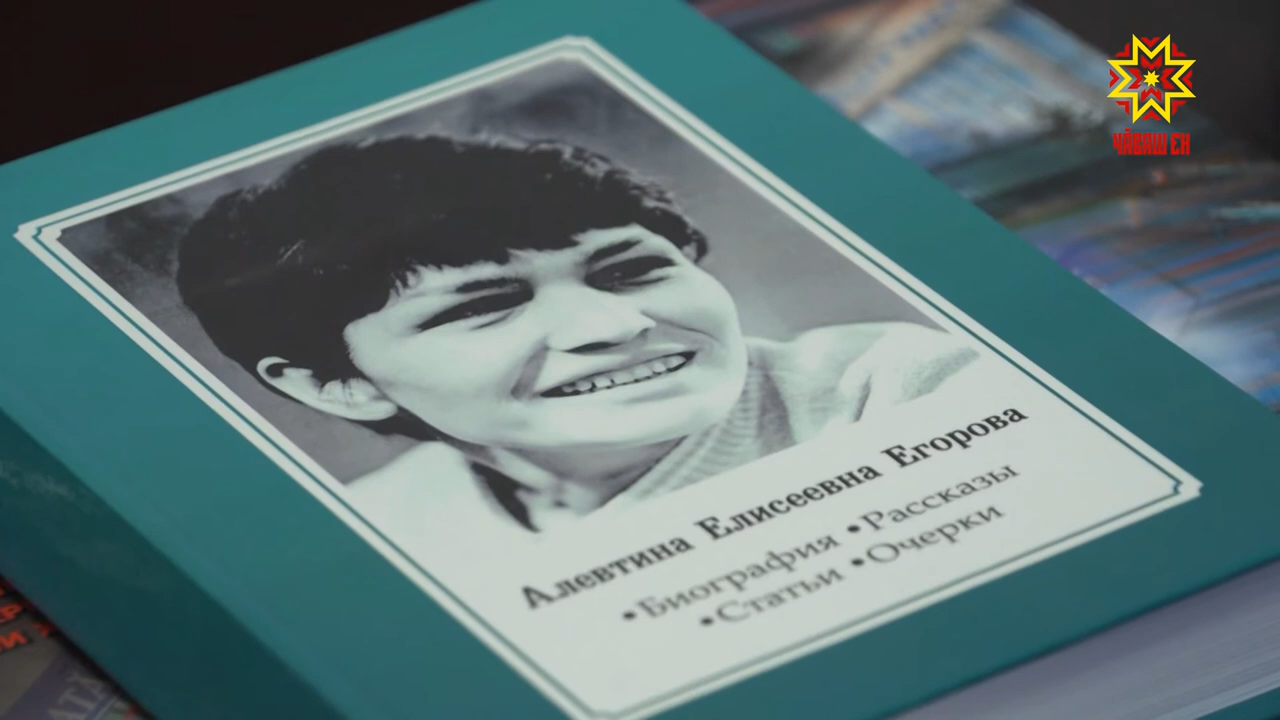 ЧӐВАШ ЕН
Алевтина Елисеевна Егорова
•Биография •Рассказы
•Статьи •Очерки